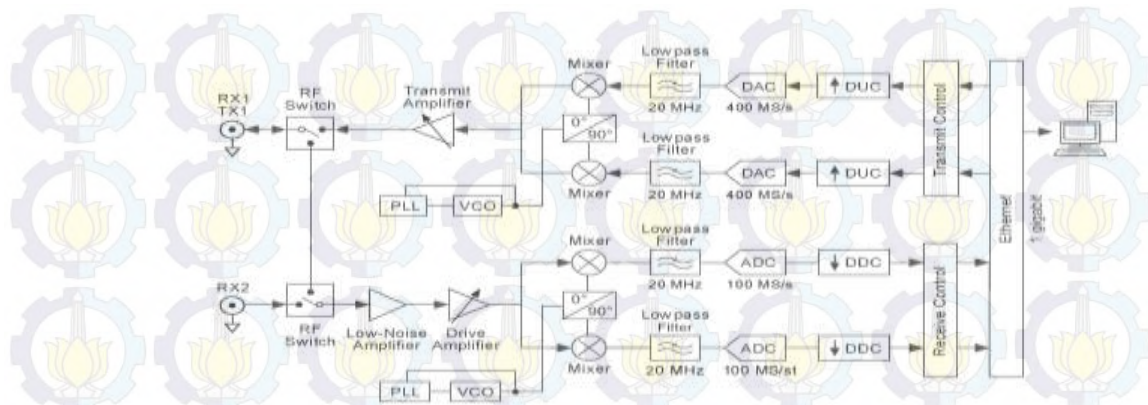 Mixer
Lowpass
Filter
20 MHz
DAC
400 MS/s
DUC
RX1
TX1
RF
Switch
Transmit
Amplifier
0°
90°
Transmit Control
Lowpass
Filter
20 MHz
DAC
400 MS/s
DUC
Mixer
PLL
VCO
Ethernet
1 gigabit
Mixer
Lowpass
Filter
20 MHz
ADC
100 MS/s
DDC
RX2
RF
Switch
Low-Noise
Amplifier
Drive
Amplifier
0°
90°
Receive Control
Lowpass
Filter
20 MHz
ADC
100 MS/st
DDC
Mixer
PLL
VCO